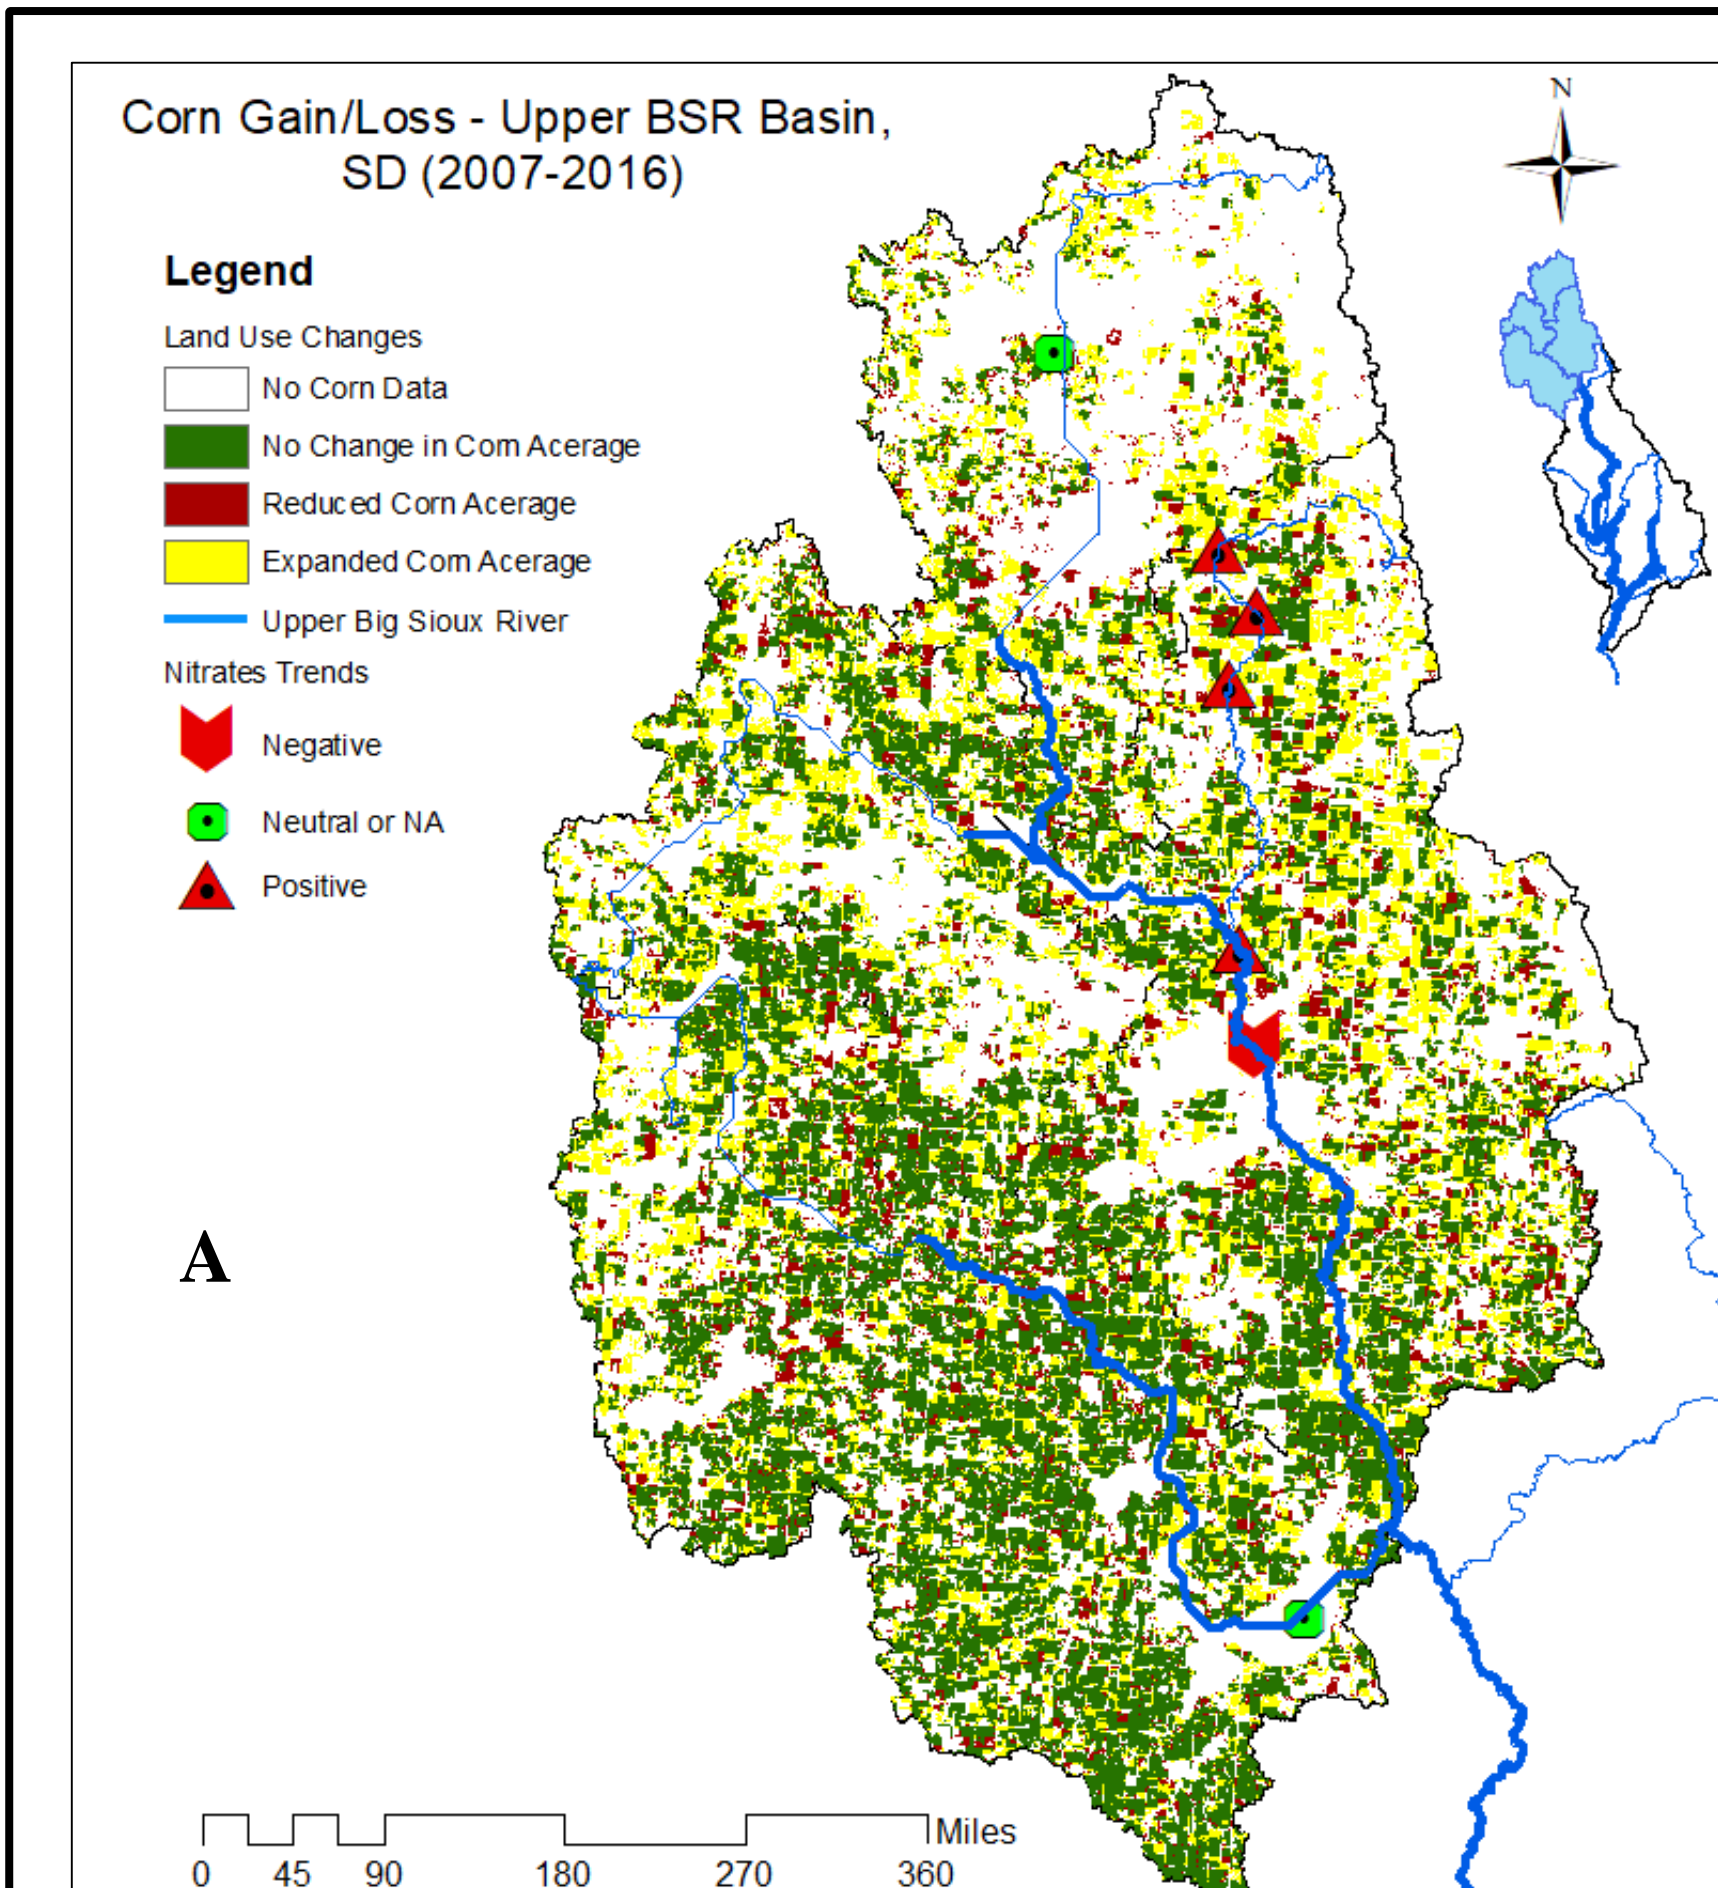 Corn Gain/Loss - Upper BSR Basin,
SD (2007-2016)
N
Legend
Land Use Changes
No Corn Data
No Change in Corn Acerage
Reduced Corn Acerage
Expanded Corn Acerage
Upper Big Sioux River
Nitrates Trends
Negative
Neutral or NA
Positive
A
Miles
0 45 90 180 270 360